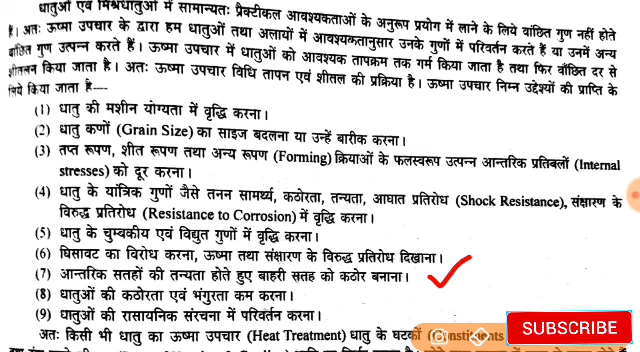 धातुओं एवं मिश्रधातुओं में सामान्यतः प्रैक्टीकल आवश्यकताओं के अनुरूप प्रयोग में लाने के लिये वांछित गुण नहीं होते
हैं। अतः ऊष्मा उपचार के द्वारा हम धातुओं तथा अलायों में आवश्यकतानुसार उनके गुणों में परिवर्तन करते हैं या उनमें अन्य
वांछित गुण उत्पन्न करते हैं। ऊष्मा उपचार में धातुओं को आवश्यक तापक्रम तक गर्म किया जाता है तथा फिर वाँछित दर से
शीतलन किया जाता है। अतः ऊष्मा उपचार विधि तापन एवं शीतल की प्रक्रिया है। ऊष्मा उपचार निम्न उद्देश्यों की प्राप्ति के
लिये किया जाता है—
(1) धातु की मशीन योग्यता में वृद्धि करना।
(2) धातु कणों (Grain Size) का साइज बदलना या उन्हें बारीक करना।
(3) तप्त रूपण, शीत रूपण तथा अन्य रूपण (Forming) क्रियाओं के फलस्वरूप उत्पन्न आन्तरिक प्रतिबलों (Internal
stresses) को दूर करना।
(4) धातु के यांत्रिक गुणों जैसे तनन सामर्थ्य, कठोरता, तन्यता, आघात प्रतिरोध (Shock Resistance), संक्षारण के
विरुद्ध प्रतिरोध (Resistance to Corrosion) में वृद्धि करना।
(5) धातु के चुम्वकीय एवं विद्युत गुणों में वृद्धि करना।
(6) घिसावट का विरोध करना, ऊष्मा तथा संक्षारण के विरुद्ध प्रतिरोध दिखाना।
(7) आन्तरिक सतहों की तन्यता होते हुए बाहरी सतह को कठोर बनाना।
(8) धातुओं की कठोरता एवं भंगुरता कम करना।
(9) धातुओं की रासायनिक संरचना में परिवर्तन करना।
अतः किसी भी धातु का ऊष्मा उपचार (Heat Treatment) धातु के घटकों (Constituents
SUBSCRIBE